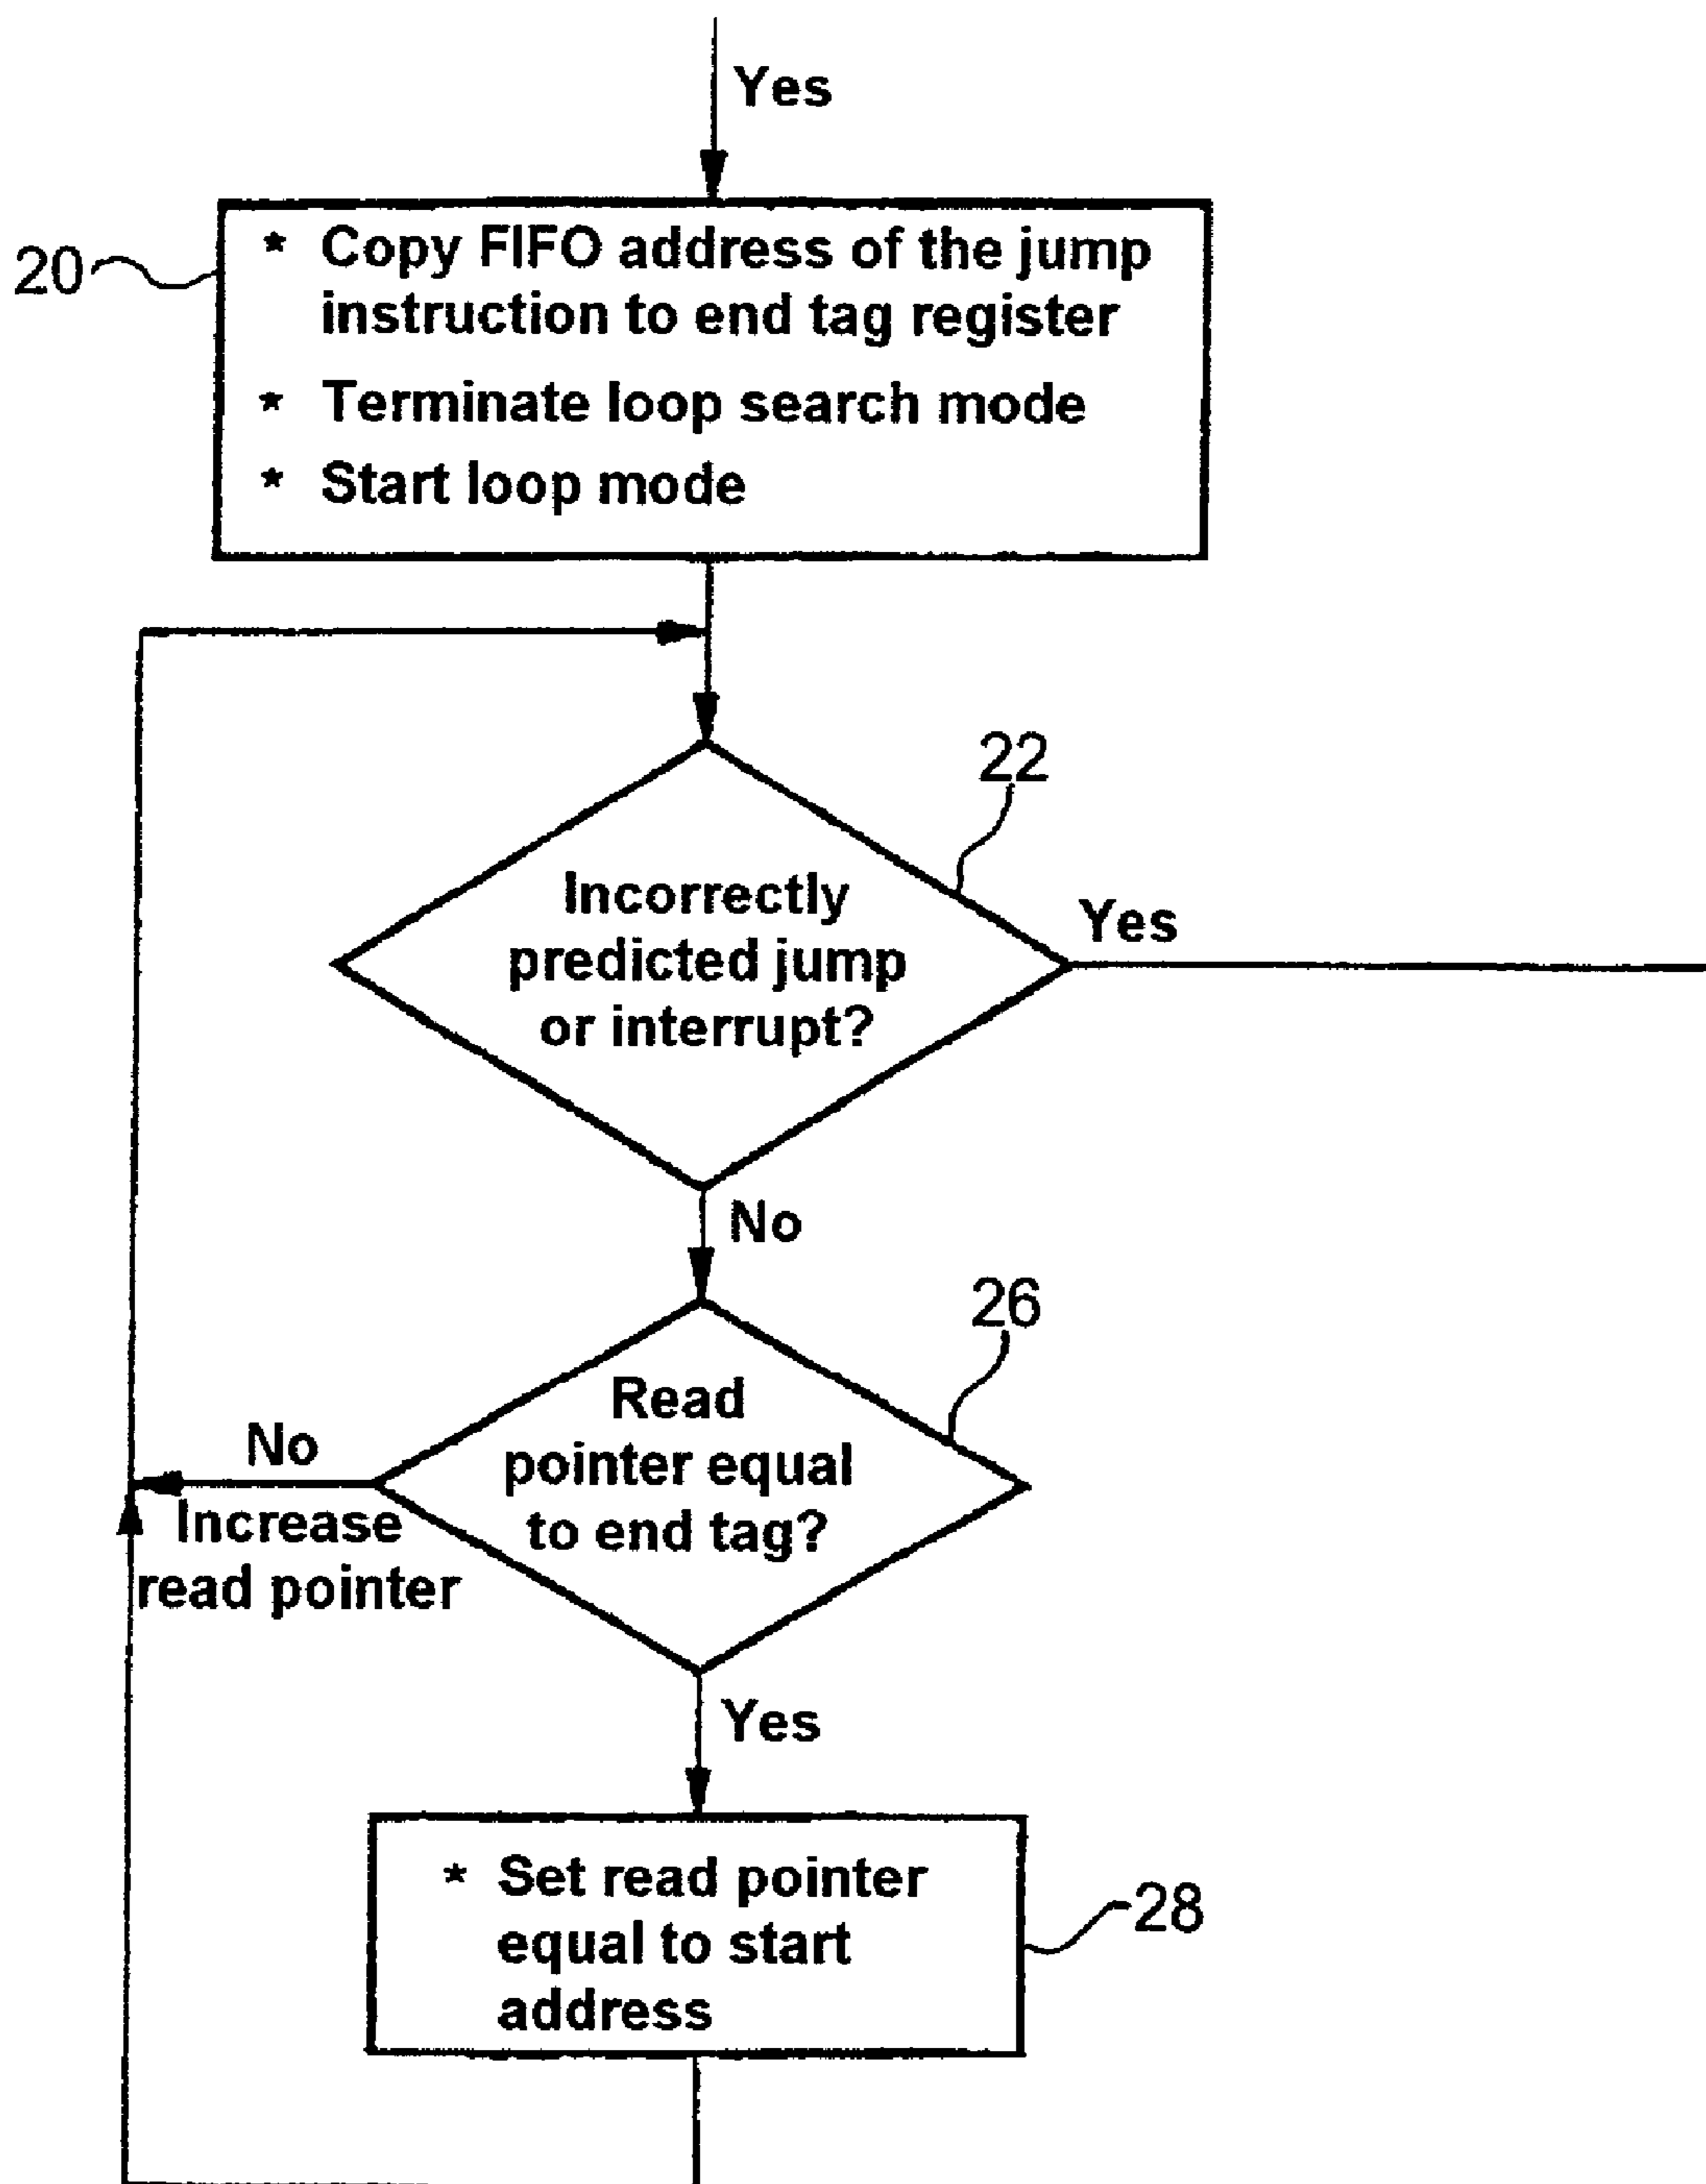 Yes
20
* Copy FIFO address of the jump
instruction to end tag register
* Terminate loop search mode
* Start loop mode
22
Incorrectly
predicted jump
or interrupt?
Yes
No
26
Read
pointer equal
to end tag?
No
Increase
read pointer
Yes
* Set read pointer
equal to start
address
28